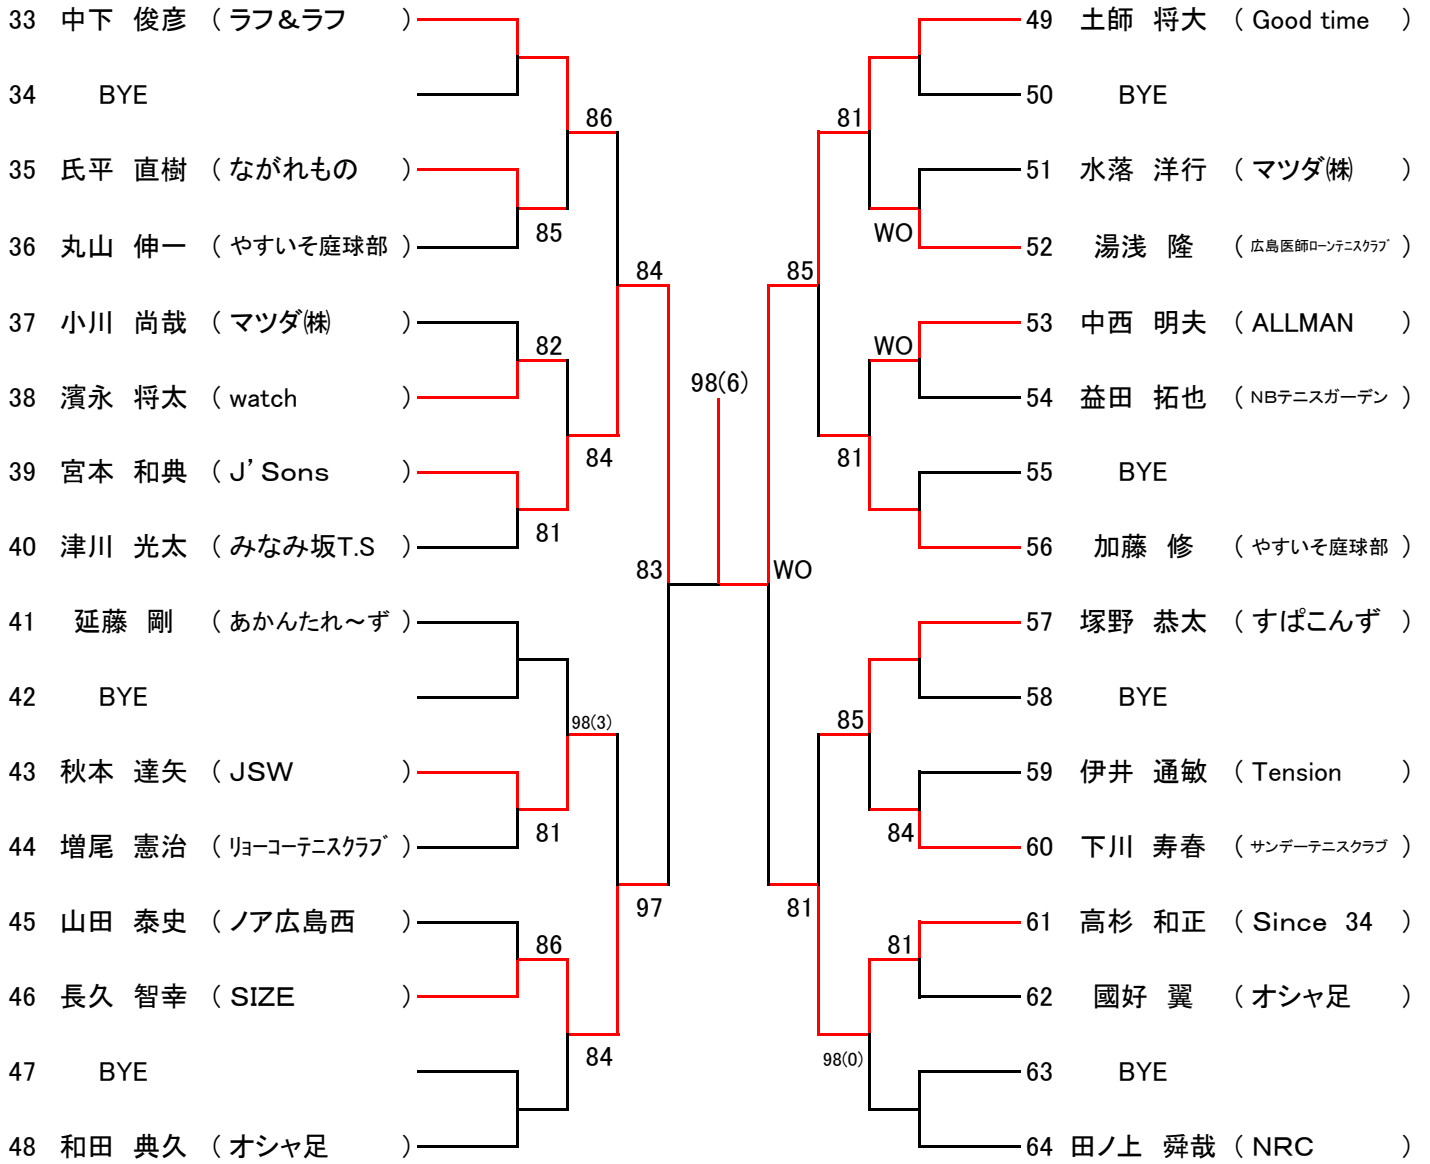 33 中下 俊彦 ( ラフ&ラフ )
34 BYE
35 氏平 直樹 ( ながれもの )
36 丸山 伸一 ( やすいそ庭球部 )
37 小川 尚哉 ( マツダ㈱ )
38 濱永 将太 ( watch )
39 宮本 和典 ( J'Sons )
40 津川 光太 ( みなみ坂T.S )
41 延藤 剛 ( あかんたれ~ず )
42 BYE
43 秋本 達矢 ( JSW )
44 増尾 憲治 ( リョーコーテニスクラブ )
45 山田 泰史 ( ノア広島西 )
46 長久 智幸 ( SIZE )
47 BYE
48 和田 典久 ( オシャ足 )
86
85
84
82
84
81
83
98(3)
81
97
86
84
98(6)
81
WO
85
WO
81
WO
85
84
81
81
98(0)
49 土師 将大 ( Good time )
50 BYE
51 水落 洋行 ( マツダ㈱ )
52 湯浅 隆 ( 広島医師ローンテニスクラブ )
53 中西 明夫 ( ALLMAN )
54 益田 拓也 ( NBテニスガーデン )
55 BYE
56 加藤 修 ( やすいそ庭球部 )
57 塚野 恭太 ( すぱこんず )
58 BYE
59 伊井 通敏 ( Tension )
60 下川 寿春 ( サンデーテニスクラブ )
61 高杉 和正 ( Since 34 )
62 國好 翼 ( オシャ足 )
63 BYE
64 田ノ上 舜哉 ( NRC )